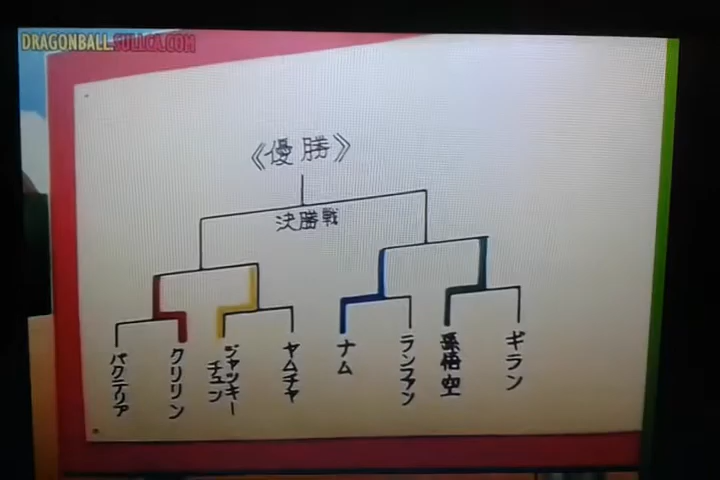 DRAGONBALL.SULLCA.COM
《優勝》
決勝戦
バクテリア
クリリン
ジャッキー
チュン
ヤムチャ
ナム
ランファン
孫悟空
ギラン